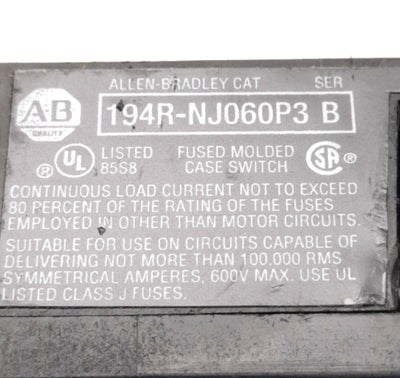 ALLEN-BRADLEY CAT SER
AB QUALITY
194R-NJ060P3 B
® UL LISTED 85S8 FUSED MOLDED CASE SWITCH SA ®
CONTINUOUS LOAD CURRENT NOT TO EXCEED
80 PERCENT OF THE RATING OF THE FUSES
EMPLOYED IN OTHER THAN MOTOR CIRCUITS.
SUITABLE FOR USE ON CIRCUITS CAPABLE OF
DELIVERING NOT MORE THAN 100,000 RMS
SYMMETRICAL AMPERES, 600V MAX. USE UL
LISTED CLASS J FUSES.